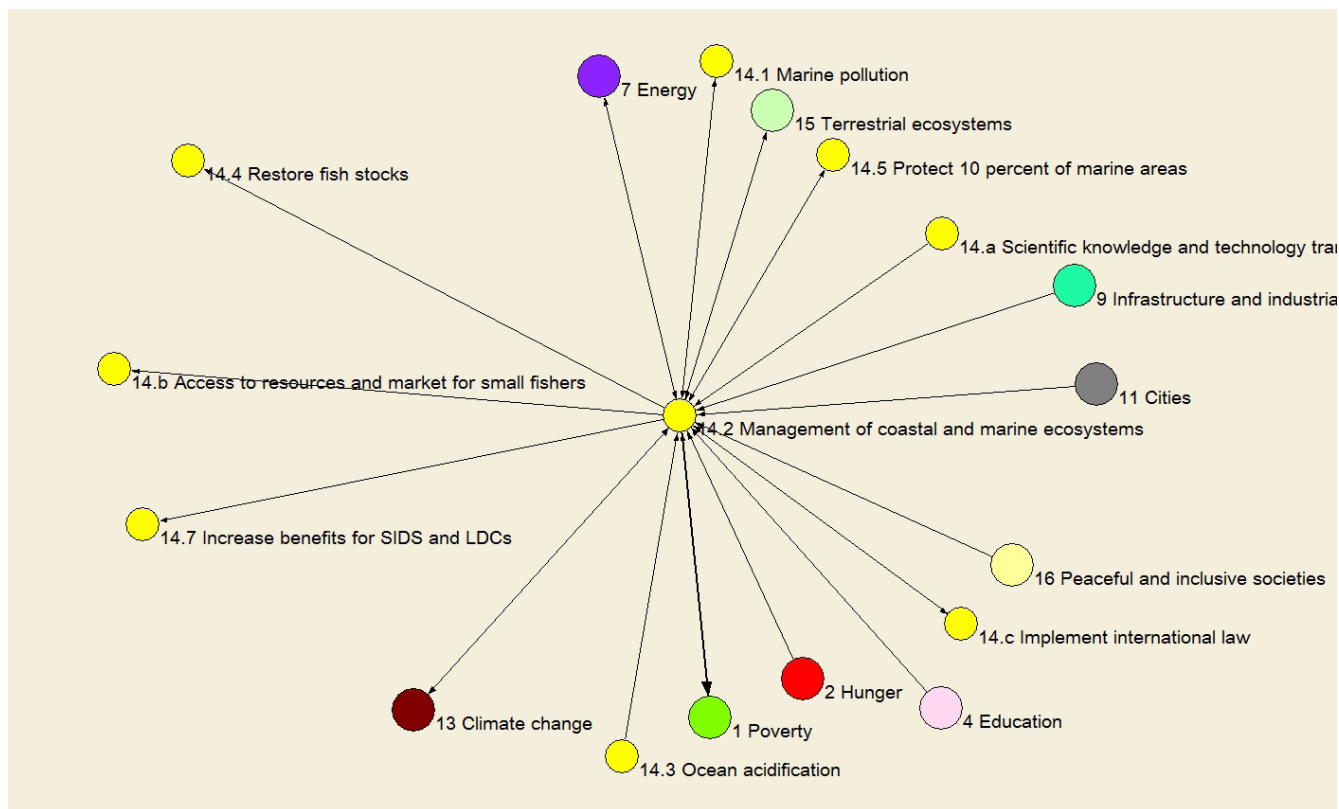 14.1 Marine pollution
7 Energy
15 Terrestrial ecosystems
14.5 Protect 10 percent of marine areas
14.4 Restore fish stocks
14.a Scientific knowledge and technology tran
9 Infrastructure and industria
14.b Access to resources and market for small fishers
11 Cities
14.2 Management of coastal and marine ecosystems
14.7 Increase benefits for SIDS and LDCs
16 Peaceful and inclusive societies
14.c Implement international law
2 Hunger
13 Climate change
1 Poverty
4 Education
14.3 Ocean acidification